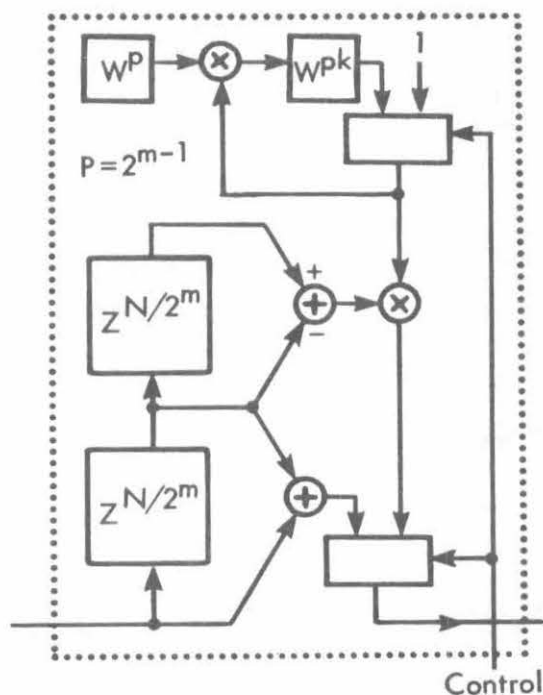 W^P
×
W^{pk}
1
P = 2^{m-1}
+
+
−
×
Z^{N/2^m}
Z^{N/2^m}
+
Control